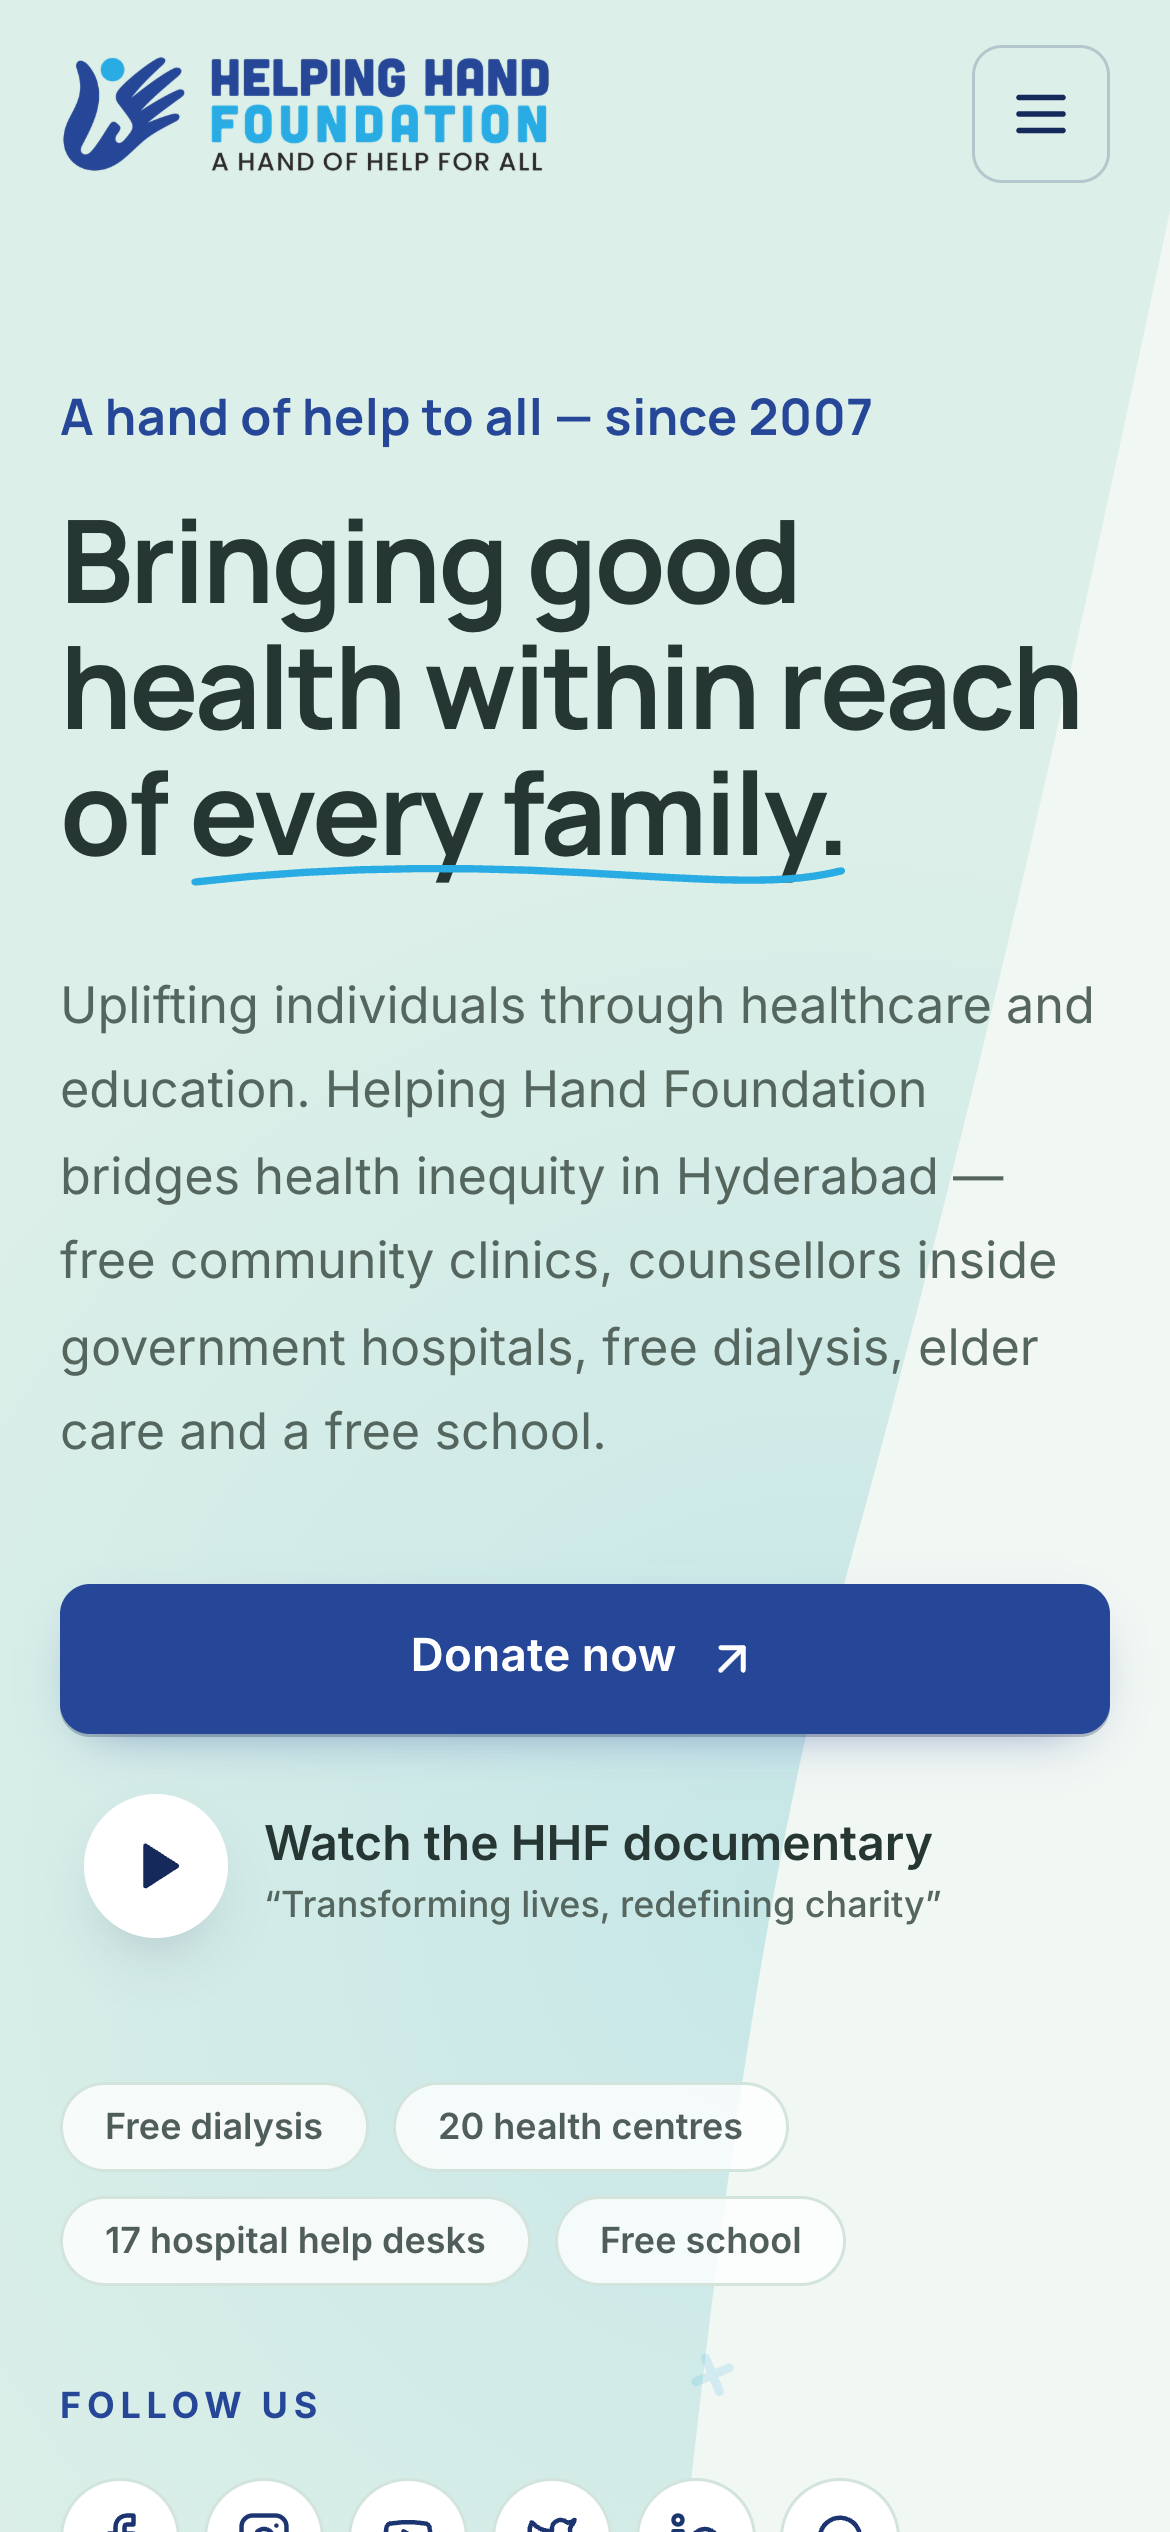 HELPING HAND
FOUNDATION
A HAND OF HELP FOR ALL
A hand of help to all — since 2007
Bringing good
health within reach
of every family.
Uplifting individuals through healthcare and
education. Helping Hand Foundation
bridges health inequity in Hyderabad —
free community clinics, counsellors inside
government hospitals, free dialysis, elder
care and a free school.
Donate now
Watch the HHF documentary
“Transforming lives, redefining charity”
Free dialysis
20 health centres
17 hospital help desks
Free school
FOLLOW US